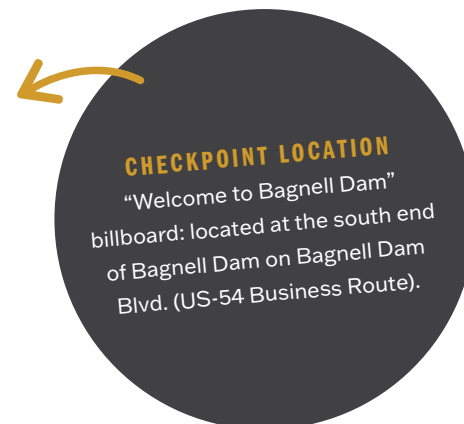 CHECKPOINT LOCATION
“Welcome to Bagnell Dam”
billboard: located at the south end
of Bagnell Dam on Bagnell Dam
Blvd. (US-54 Business Route).